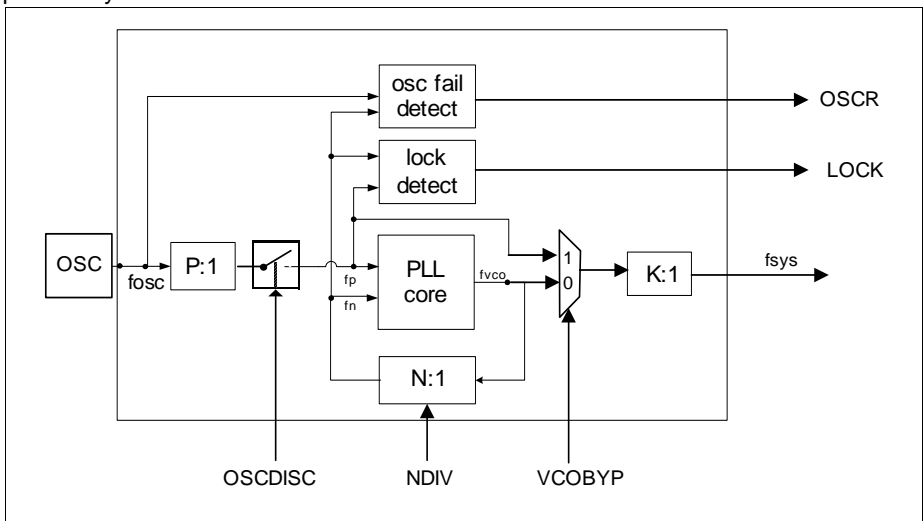 osc fail
detect
OSCR
lock
detect
LOCK
OSC
fosc
P:1
fp
fn
PLL
core
fvco
1
0
K:1
fsys
N:1
OSCDISC
NDIV
VCOBYP